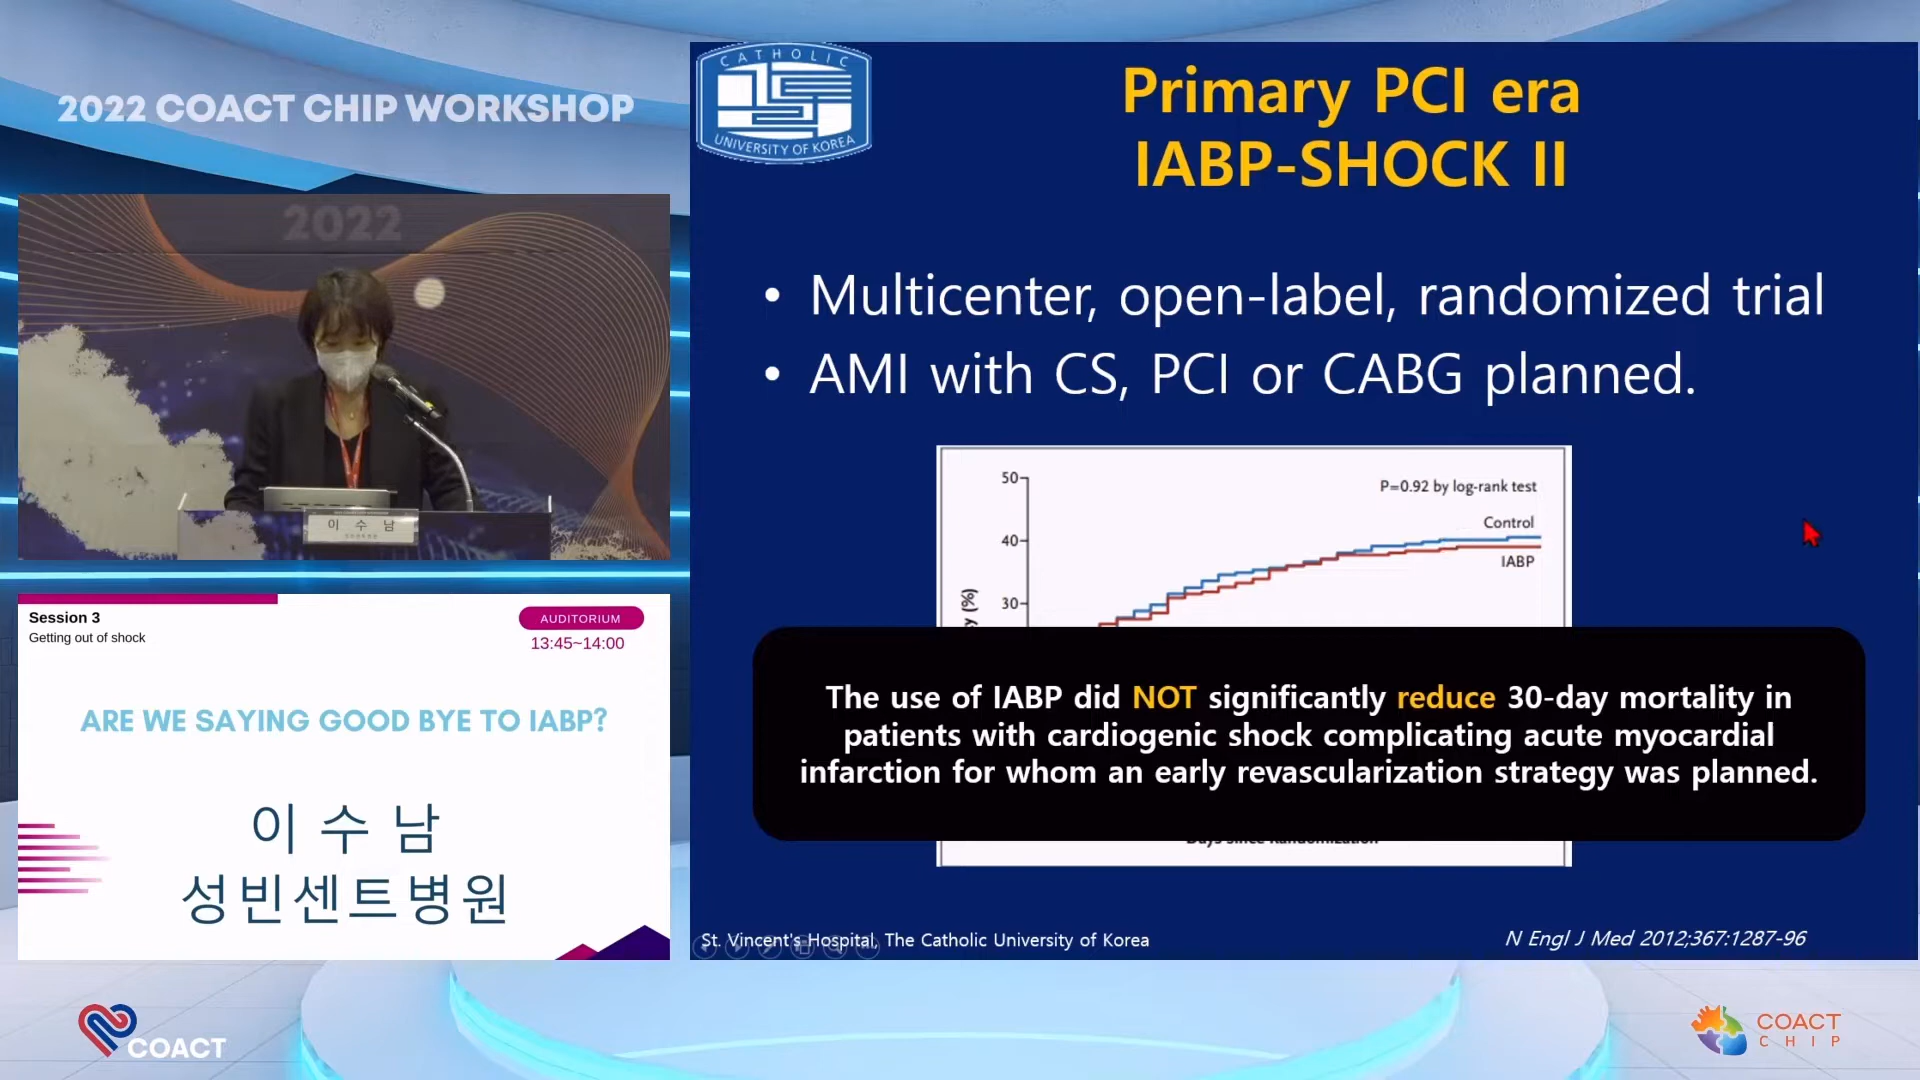 2022 COACT CHIP WORKSHOP
2022
이 수 남
Session 3
Getting out of shock
AUDITORIUM
13:45~14:00
ARE WE SAYING GOOD BYE TO IABP?
이 수 남
성빈센트병원
COACT
CATHOLIC
UNIVERSITY OF KOREA
Primary PCI era
IABP-SHOCK II
• Multicenter, open-label, randomized trial
• AMI with CS, PCI or CABG planned.
50
P=0.92 by log-rank test
Control
40
IABP
30
(%)
The use of IABP did NOT significantly reduce 30-day mortality in
patients with cardiogenic shock complicating acute myocardial
infarction for whom an early revascularization strategy was planned.
Days since Randomization
St. Vincent's Hospital, The Catholic University of Korea
N Engl J Med 2012;367:1287-96
COACT
CHIP